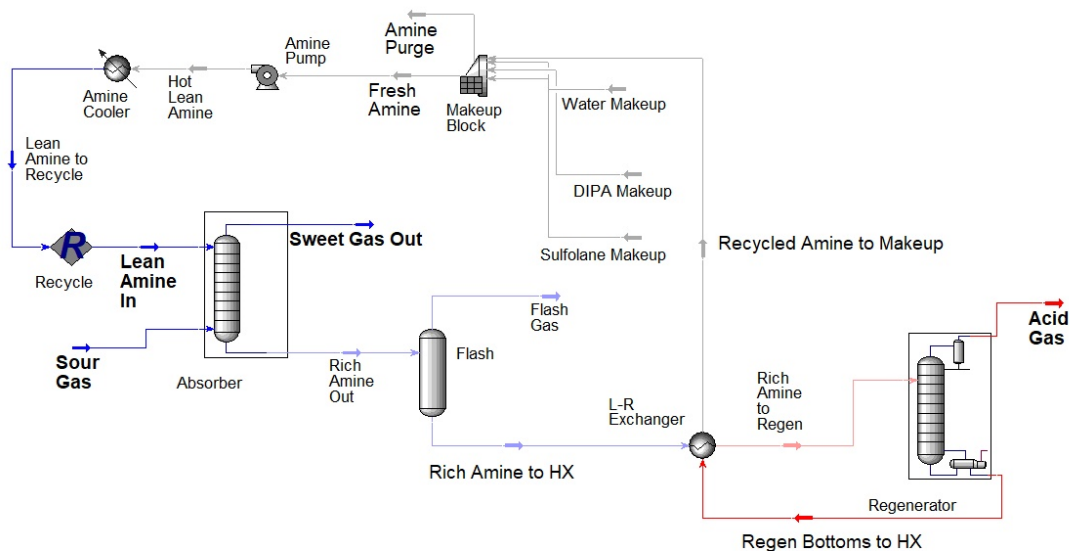 Amine
Purge
Amine
Pump
Hot
Lean
Amine
Fresh
Amine
Makeup
Block
Water Makeup
Amine
Cooler
Lean
Amine to
Recycle
DIPA Makeup
Sulfolane Makeup
Recycled Amine to Makeup
R
Recycle
Lean
Amine
In
Sweet Gas Out
Sour
Gas
Absorber
Rich
Amine
Out
Flash
Gas
Flash
Rich Amine to HX
L-R
Exchanger
Rich
Amine
to
Regen
Acid
Gas
Regenerator
Regen Bottoms to HX